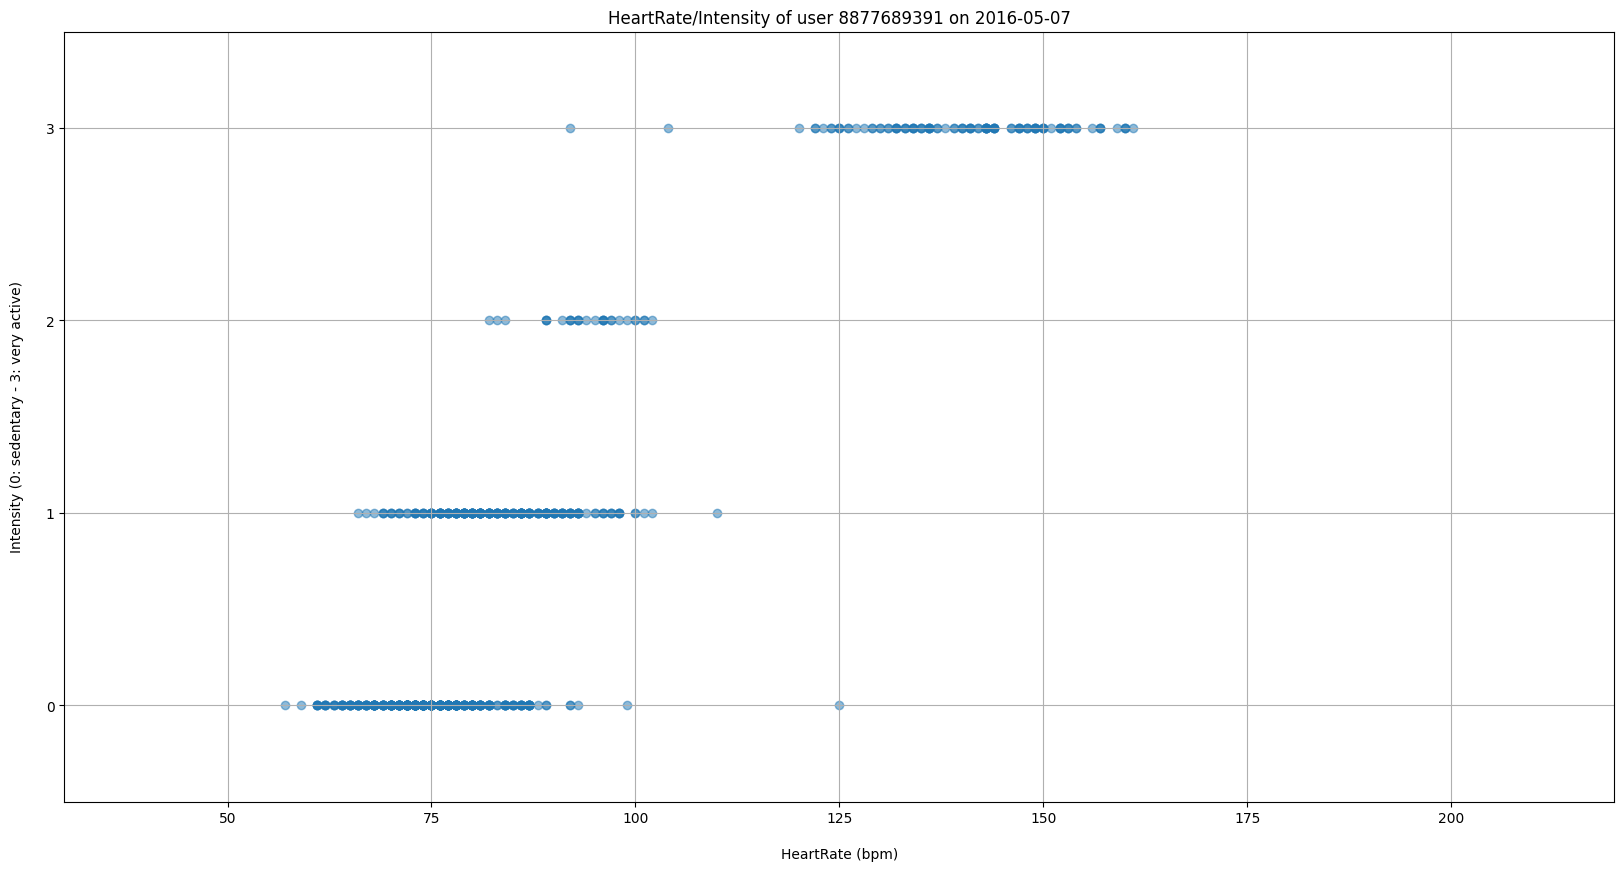 HeartRate/Intensity of user 8877689391 on 2016-05-07
Intensity (0: sedentary - 3: very active)
3
2
1
0
50 75 100 125 150 175 200
HeartRate (bpm)